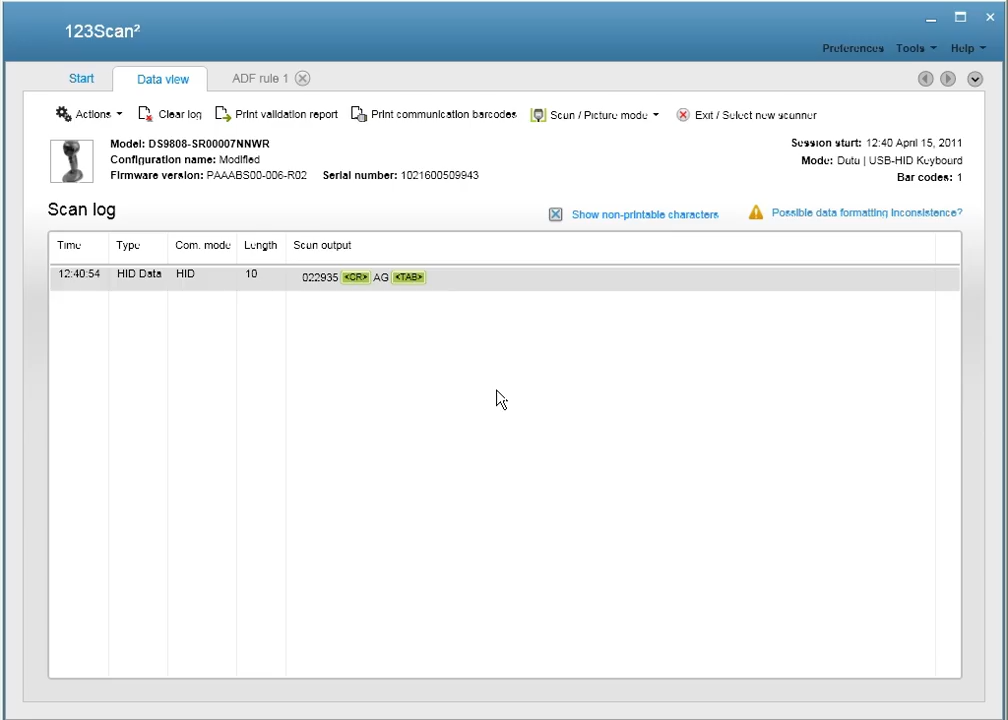 123Scan²
Preferences Tools Help
Start Data view ADF rule 1
Actions Clear log Print validation report Print communication barcodes Scan / Picture mode Exit / Select new scanner
Model: DS9808-SR00007NNWR Session start: 12:40 April 15, 2011
Configuration name: Modified Mode: Dutu | USB-HID Keyboard
Firmware version: PAAABS00-006-R02 Serial number: 1021600509943 Bar codes: 1
Scan log Show non-printable characters Possible data formatting inconsistence?
Time Type Com. mode Length Scan output
12:40:54 HID Data HID 10 022935 <CR> AG <TAB>